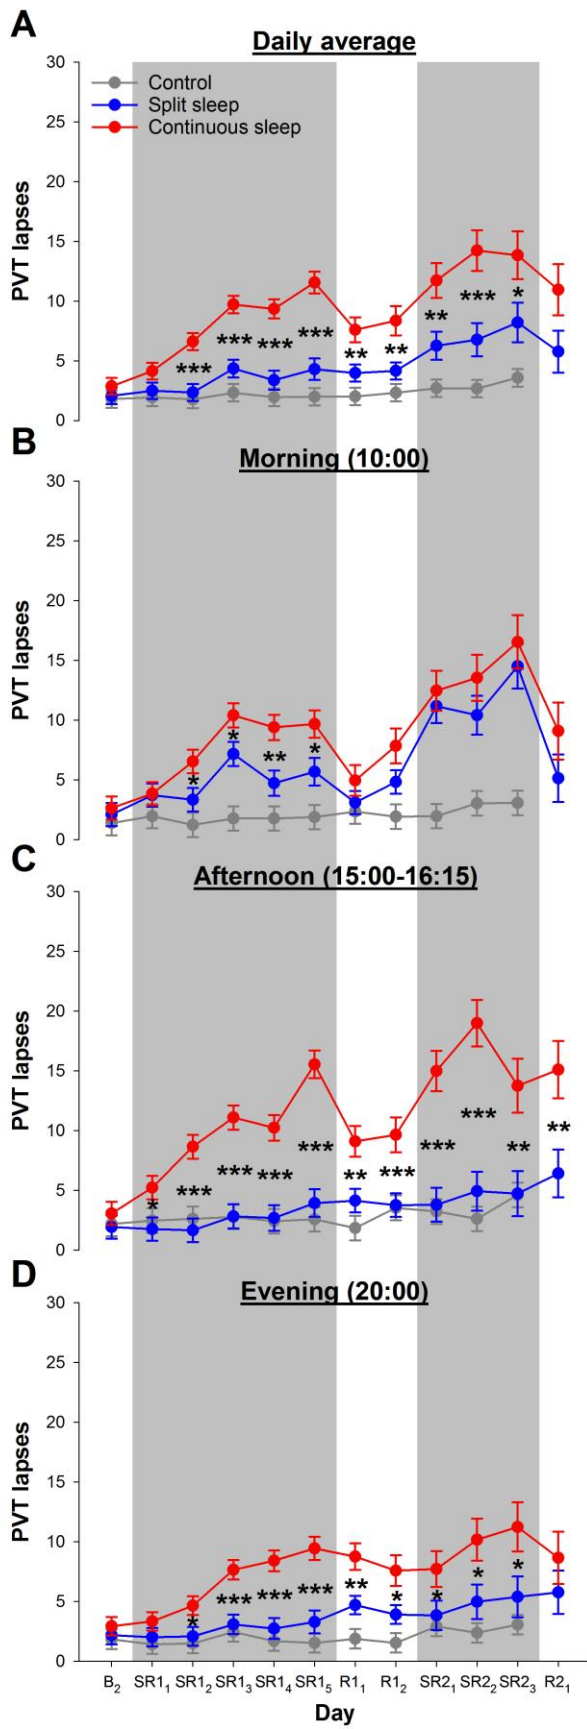 A
Daily average
30
25
20
15
10
5
0
PVT lapses
Control
Split sleep
Continuous sleep
*** *** *** *** ** ** ** *** *
B
Morning (10:00)
30
25
20
15
10
5
0
PVT lapses
* * ** *
C
Afternoon (15:00-16:15)
30
25
20
15
10
5
0
PVT lapses
* *** *** *** *** ** *** *** *** ** **
D
Evening (20:00)
30
25
20
15
10
5
0
PVT lapses
* *** *** *** ** * * * *
B₂ SR1₁ SR1₂ SR1₃ SR1₄ SR1₅ R1₁ R1₂ SR2₁ SR2₂ SR2₃ R2₁
Day